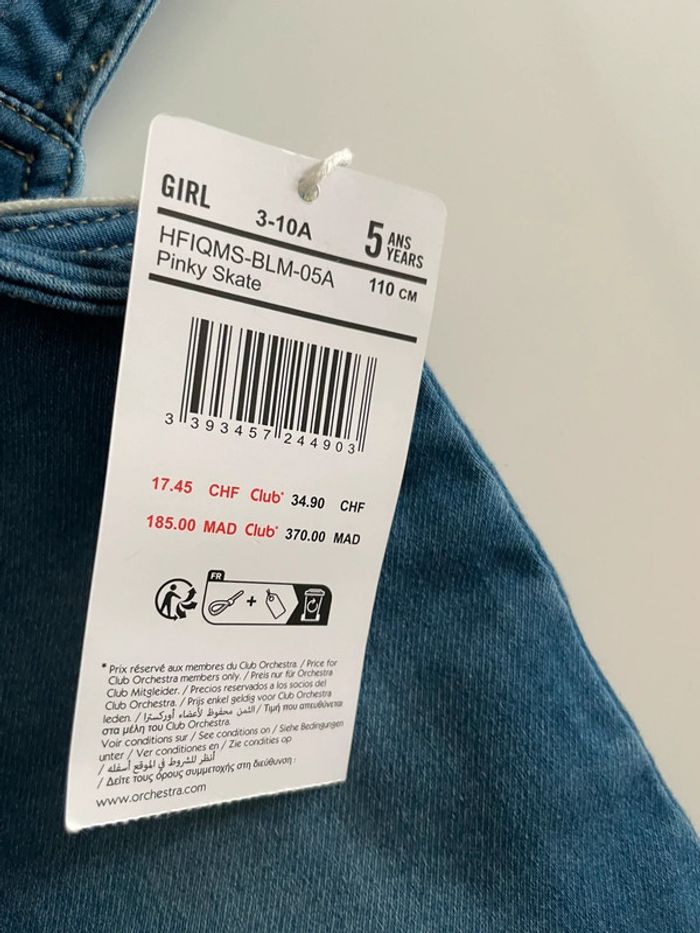 GIRL
3-10A
5 ANS
YEARS
HFIQMS-BLM-05A
110 CM
Pinky Skate
3 393457 244903
17.45 CHF Club* 34.90 CHF
185.00 MAD Club* 370.00 MAD
FR
+
* Prix réservé aux membres du Club Orchestra / Price for
Club Orchestra members only. / Preis nur für Orchestra
Club Mitglieder. / Precios reservados a los socios del
Club Orchestra. / Prijs enkel geldig voor Club Orchestra
leden. / الثمن محفوظ لأعضاء أوركسترا / Τιμή που απευθύνεται
στα μέλη του Club Orchestra
Voir conditions sur / See conditions on / Siehe Bedingungen
unter / Ver condiciones en / Zie condities op
/ أنظر للشروط في الموقع أسفله
/ Δείτε τους όρους συμμετοχής στη διεύθυνση :
www.orchestra.com